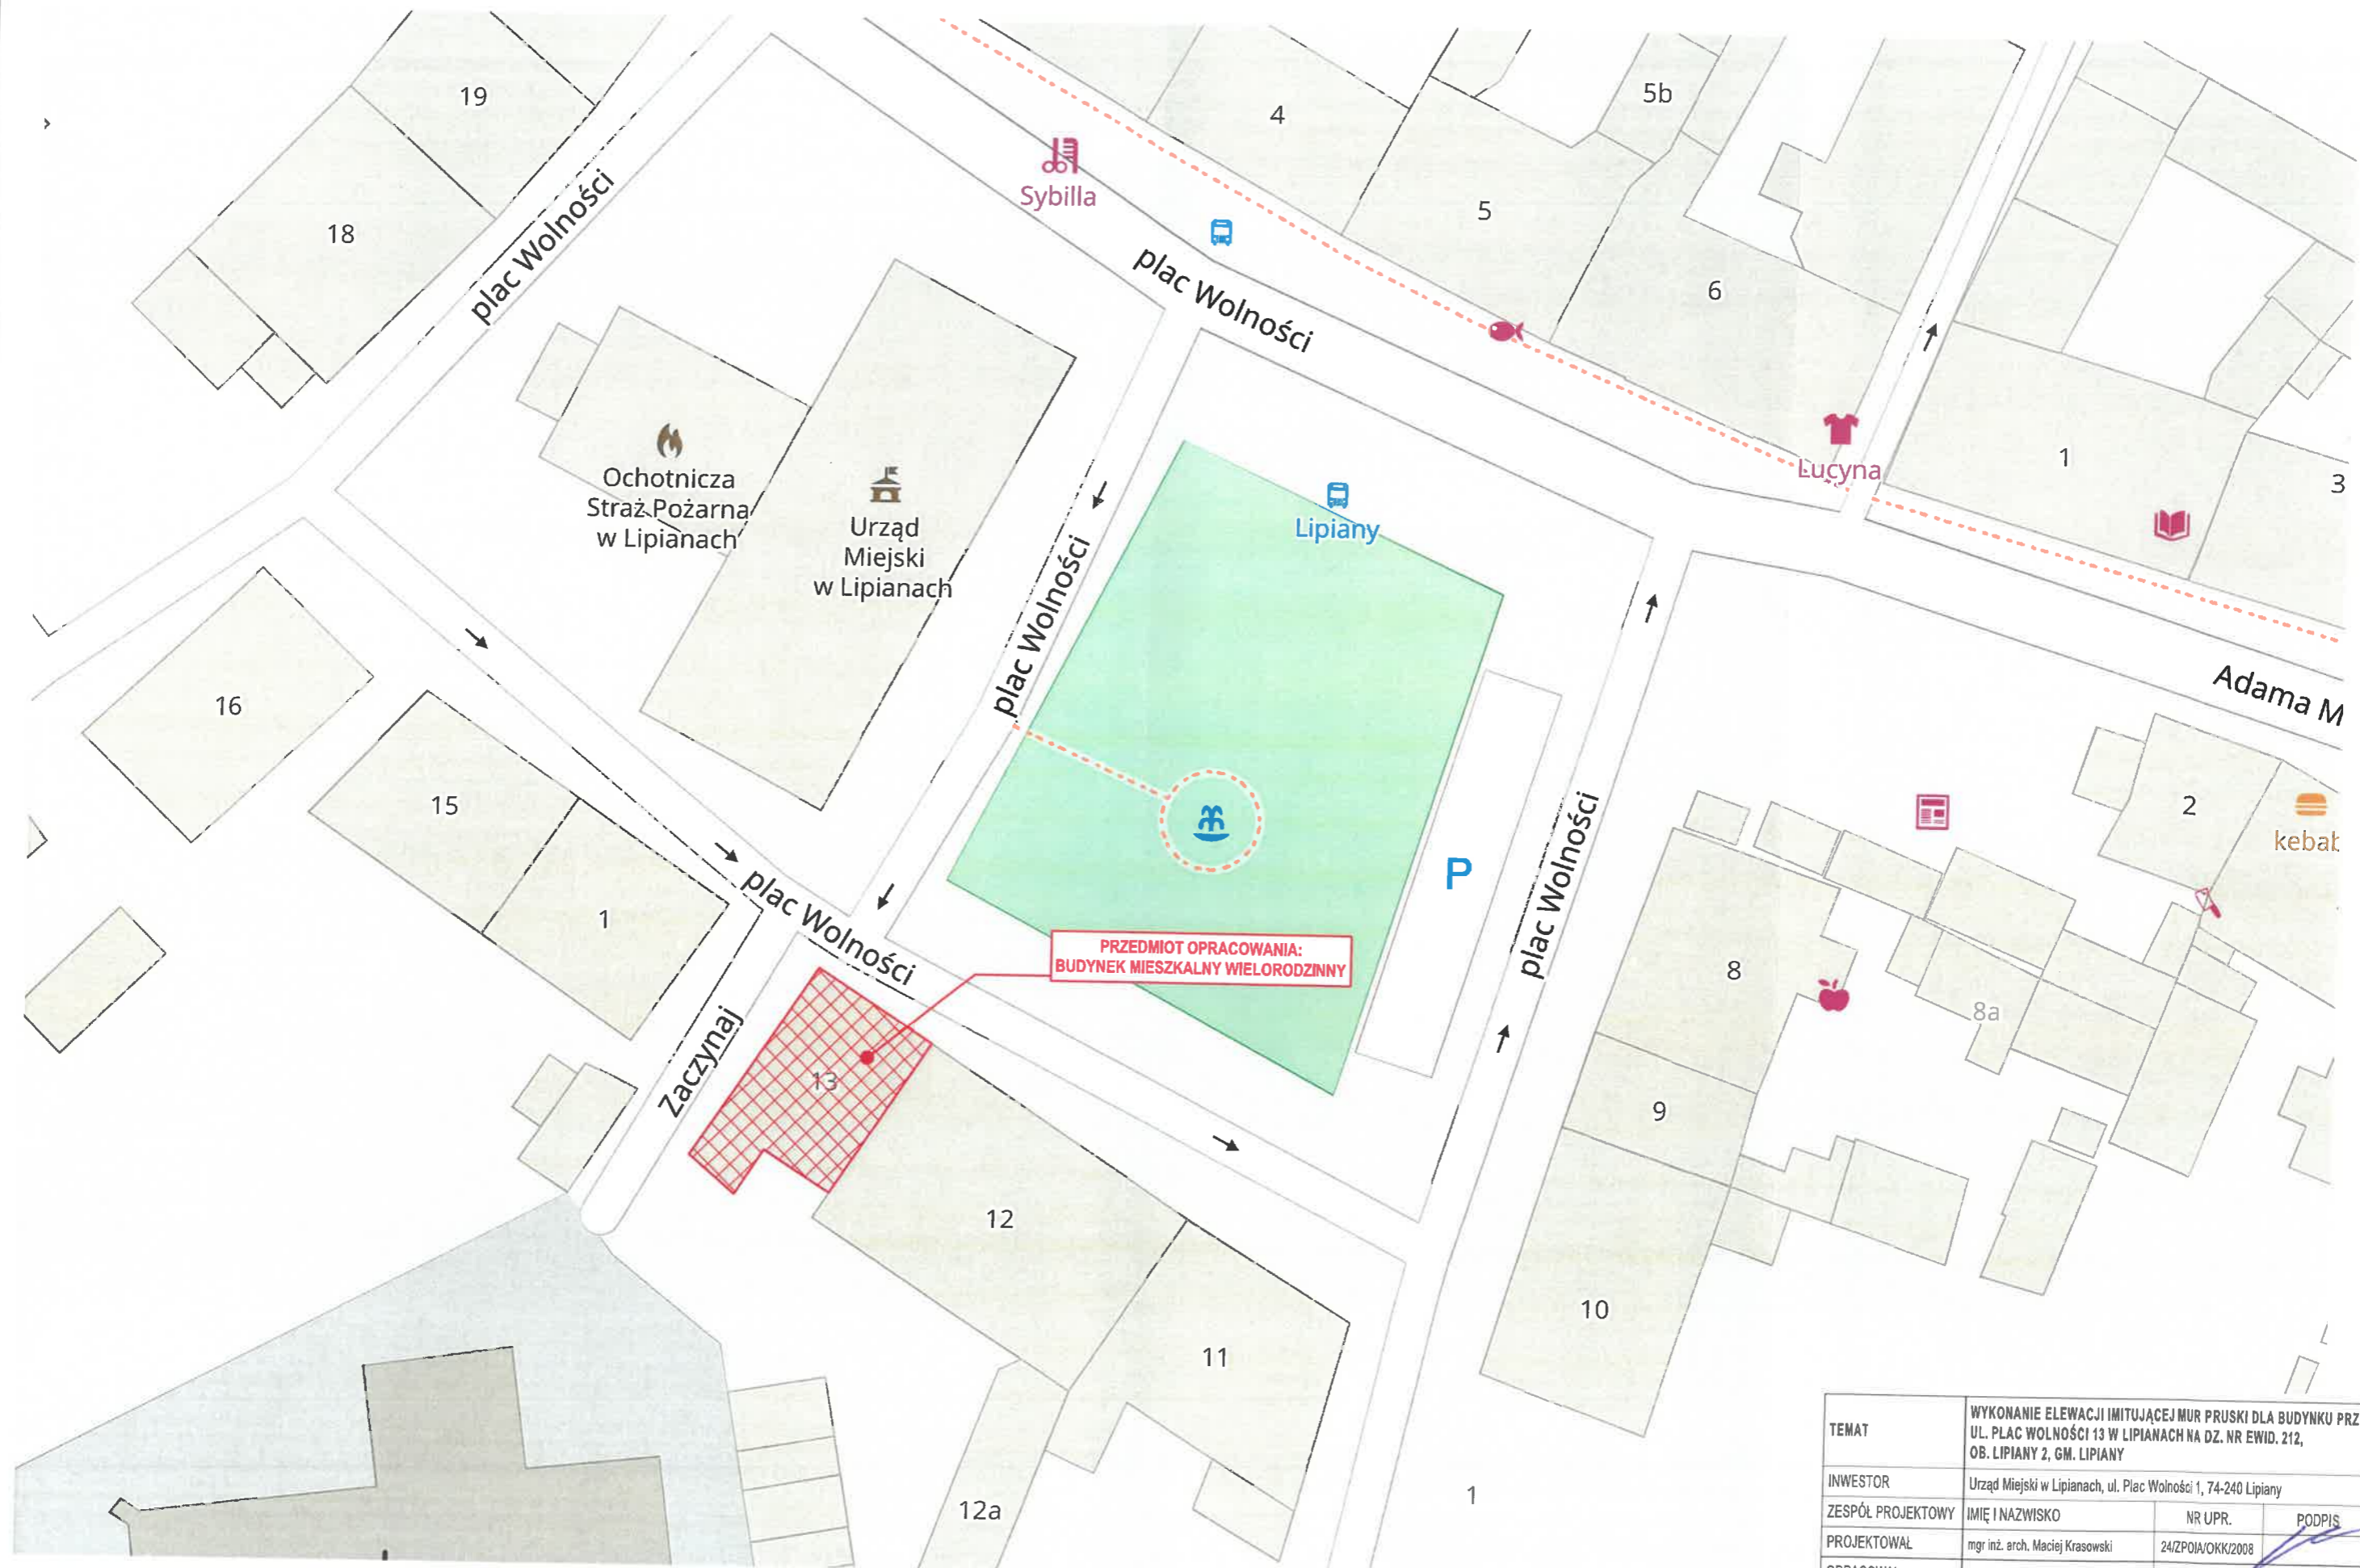 19
18
plac Wolności
Sybilla
4
5
5b
6
plac Wolności
Lucyna
1
3
Ochotnicza
Straż Pożarna
w Lipianach
Urząd
Miejski
w Lipianach
Lipiany
plac Wolności
Adama M
16
15
1
plac Wolności
P
plac Wolności
2
kebab
8
8a
9
10
PRZEDMIOT OPRACOWANIA:
BUDYNEK MIESZKALNY WIELORODZINNY
Zaczynaj
13
12
11
12a
1
TEMAT
WYKONANIE ELEWACJI IMITUJĄCEJ MUR PRUSKI DLA BUDYNKU PRZ
UL. PLAC WOLNOŚCI 13 W LIPIANACH NA DZ. NR EWID. 212,
OB. LIPIANY 2, GM. LIPIANY
INWESTOR
Urząd Miejski w Lipianach, ul. Plac Wolności 1, 74-240 Lipiany
ZESPÓŁ PROJEKTOWY IMIĘ I NAZWISKO NR UPR. PODPIS
PROJEKTOWAŁ mgr inż. arch. Maciej Krasowski 24/ZPOIA/OKK/2008